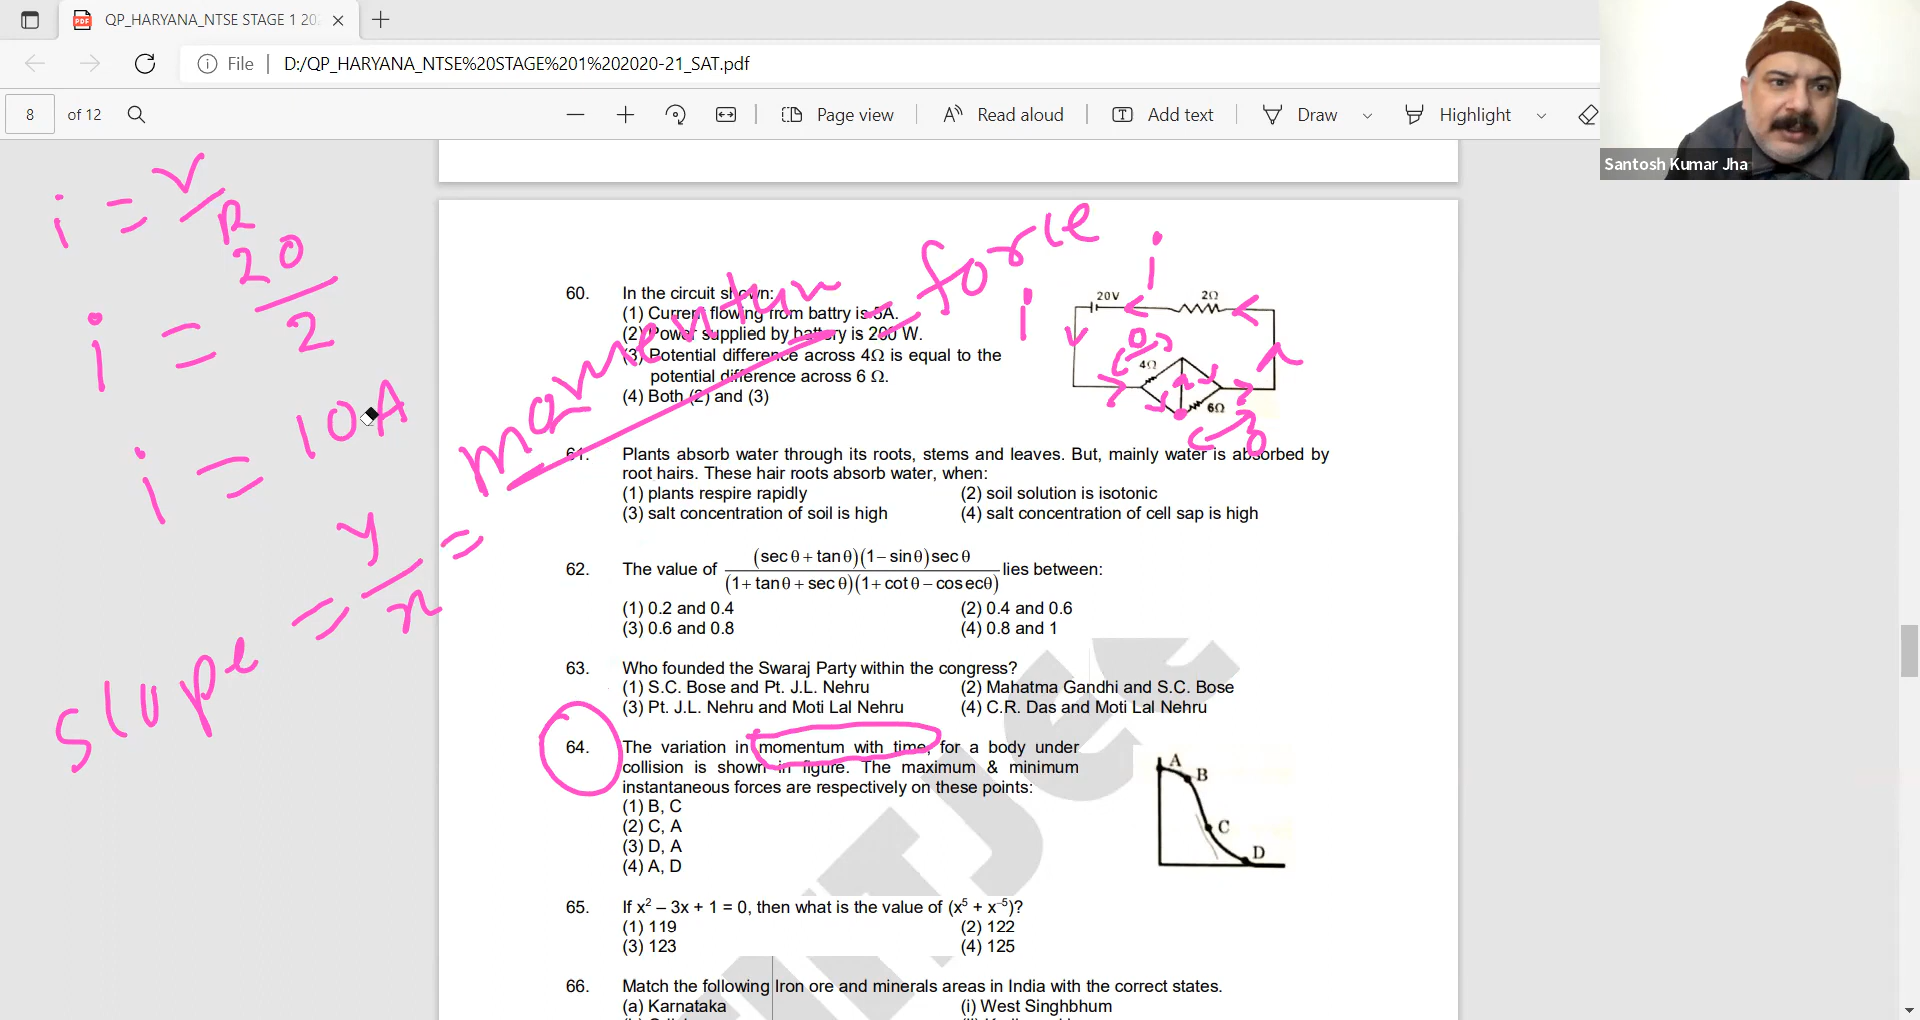 QP_HARYANA_NTSE STAGE 1 20
File D:/QP_HARYANA_NTSE%20STAGE%201%202020-21_SAT.pdf
8 of 12 Page view Read aloud Add text Draw Highlight
Santosh Kumar Jha
i = V/R
i = 20/2
i = 10A
slope = y/x = momentum - force
i
i
60. In the circuit shown:
(1) Current flowing from battry is 5A.
(2) Power supplied by battery is 200 W.
(3) Potential difference across 4Ω is equal to the
potential difference across 6 Ω.
(4) Both (2) and (3)
20V 2Ω
0
4Ω
6Ω
0
61. Plants absorb water through its roots, stems and leaves. But, mainly water is absorbed by
root hairs. These hair roots absorb water, when:
(1) plants respire rapidly (2) soil solution is isotonic
(3) salt concentration of soil is high (4) salt concentration of cell sap is high
62. The value of (sec θ + tan θ)(1 − sin θ) sec θ / (1 + tan θ + sec θ)(1 + cot θ − cos ec θ) lies between:
(1) 0.2 and 0.4 (2) 0.4 and 0.6
(3) 0.6 and 0.8 (4) 0.8 and 1
63. Who founded the Swaraj Party within the congress?
(1) S.C. Bose and Pt. J.L. Nehru (2) Mahatma Gandhi and S.C. Bose
(3) Pt. J.L. Nehru and Moti Lal Nehru (4) C.R. Das and Moti Lal Nehru
64. The variation in momentum with time, for a body under
collision is shown in figure. The maximum & minimum
instantaneous forces are respectively on these points:
(1) B, C
(2) C, A
(3) D, A
(4) A, D
A
B
C
D
65. If x² – 3x + 1 = 0, then what is the value of (x⁵ + x⁻⁵)?
(1) 119 (2) 122
(3) 123 (4) 125
66. Match the following Iron ore and minerals areas in India with the correct states.
(a) Karnataka (i) West Singhbhum